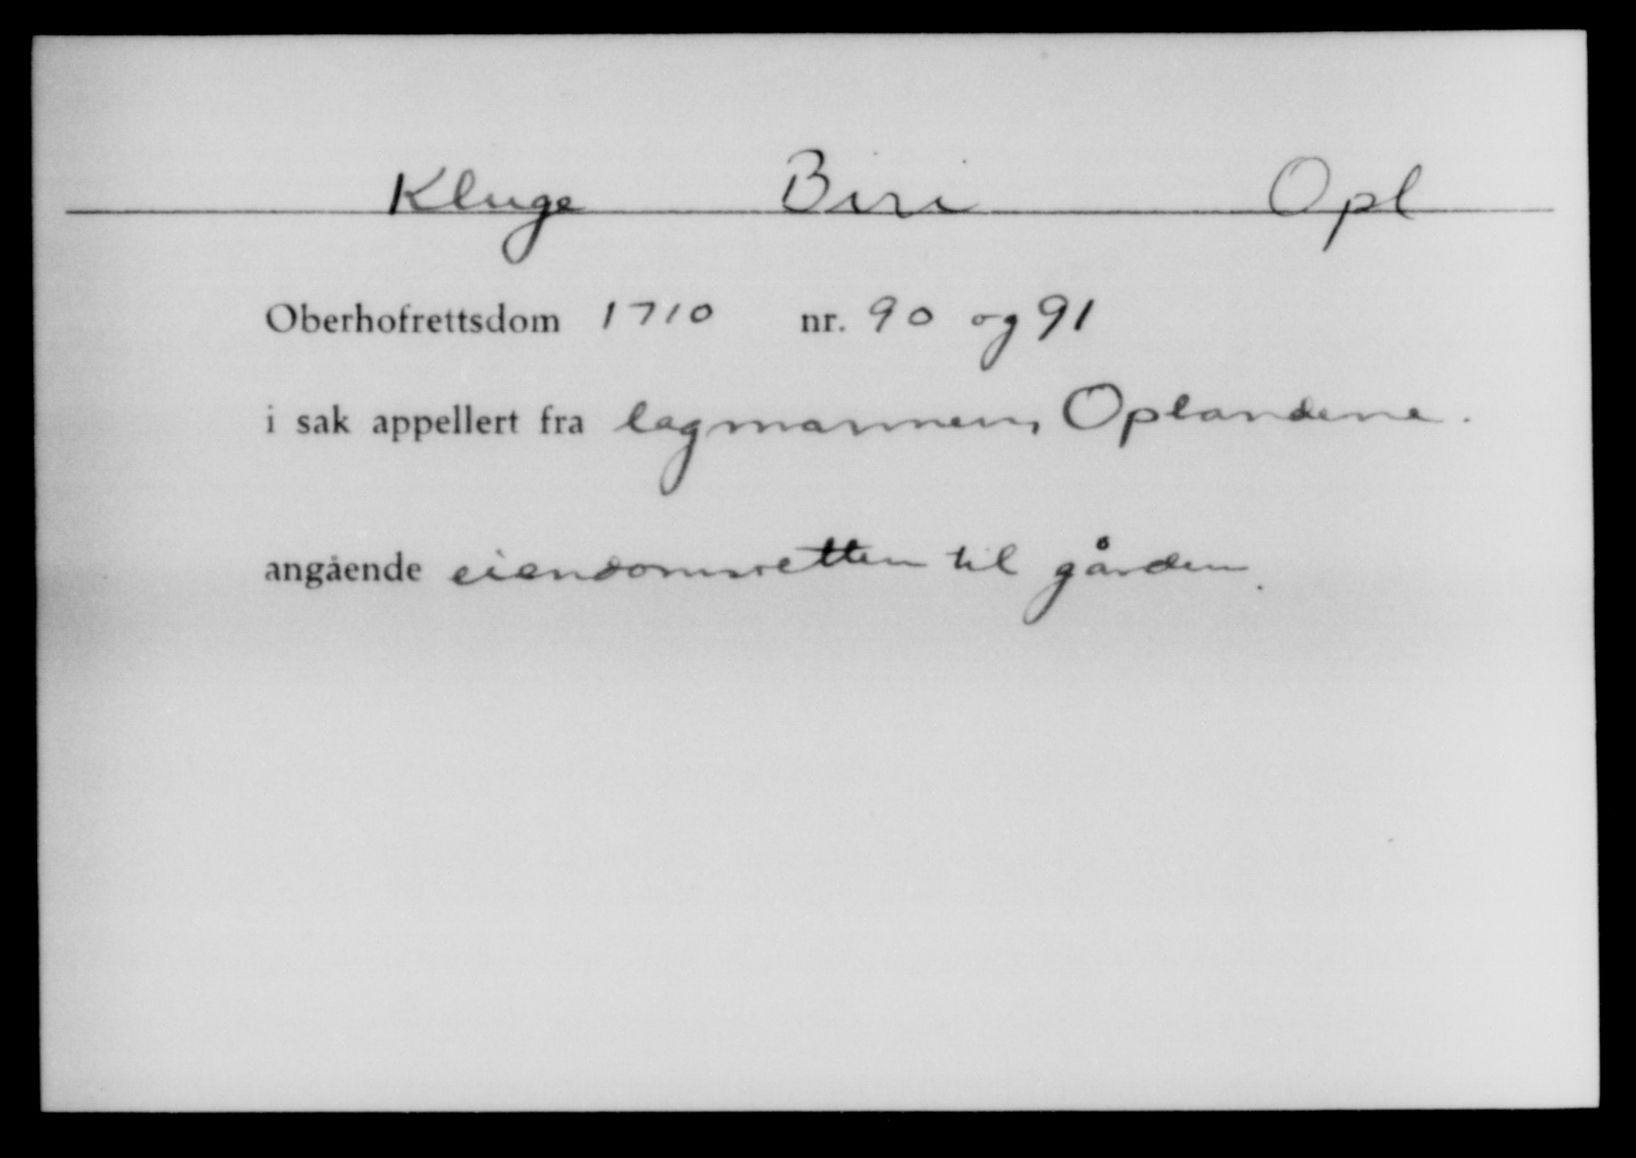 Kluge Biri Opl
Oberhofrettsdom 1710 nr. 90 og 91
i sak appellert fra lagmannen, Oplandene.
angående eiendomsretten til gården.